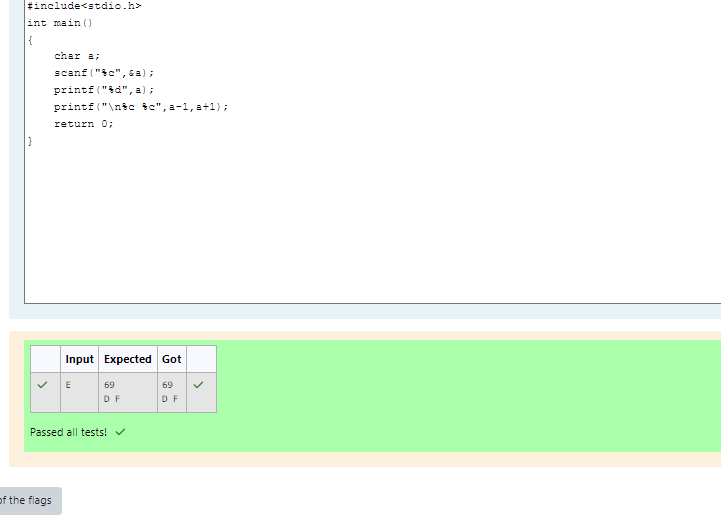 #include<stdio.h>
int main()
{
char a;
scanf("%c",&a);
printf("%d",a);
printf("\n%c %c",a-1,a+1);
return 0;
}
Input Expected Got
E 69 69
D F D F
Passed all tests!
of the flags